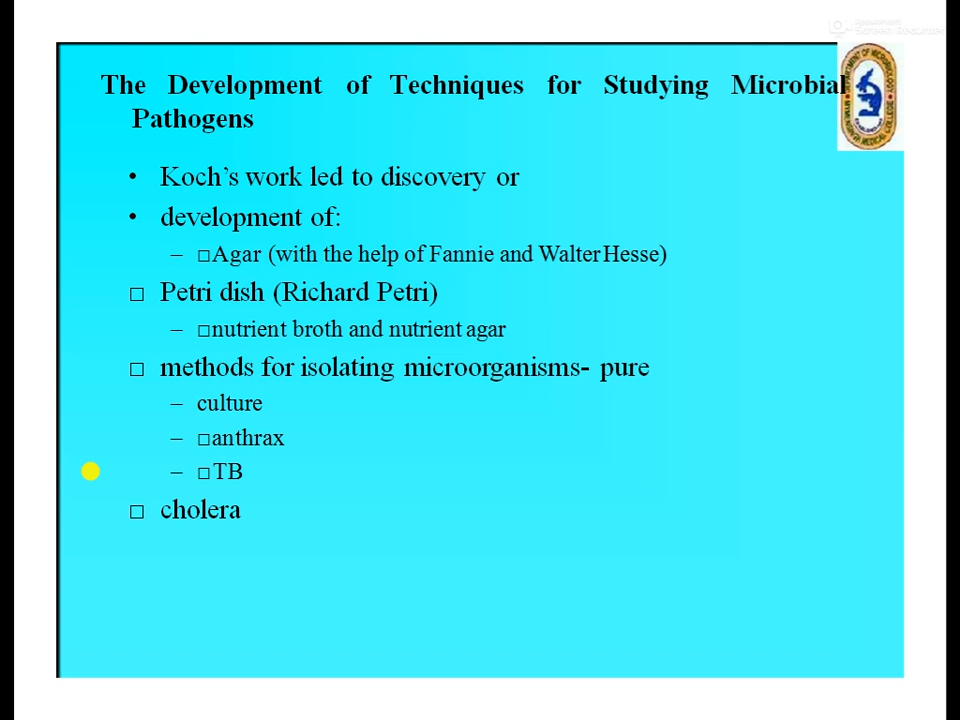 The Development of Techniques for Studying Microbial
Pathogens
• Koch's work led to discovery or
• development of:
– □Agar (with the help of Fannie and Walter Hesse)
□ Petri dish (Richard Petri)
– □nutrient broth and nutrient agar
□ methods for isolating microorganisms- pure
– culture
– □anthrax
– □TB
□ cholera